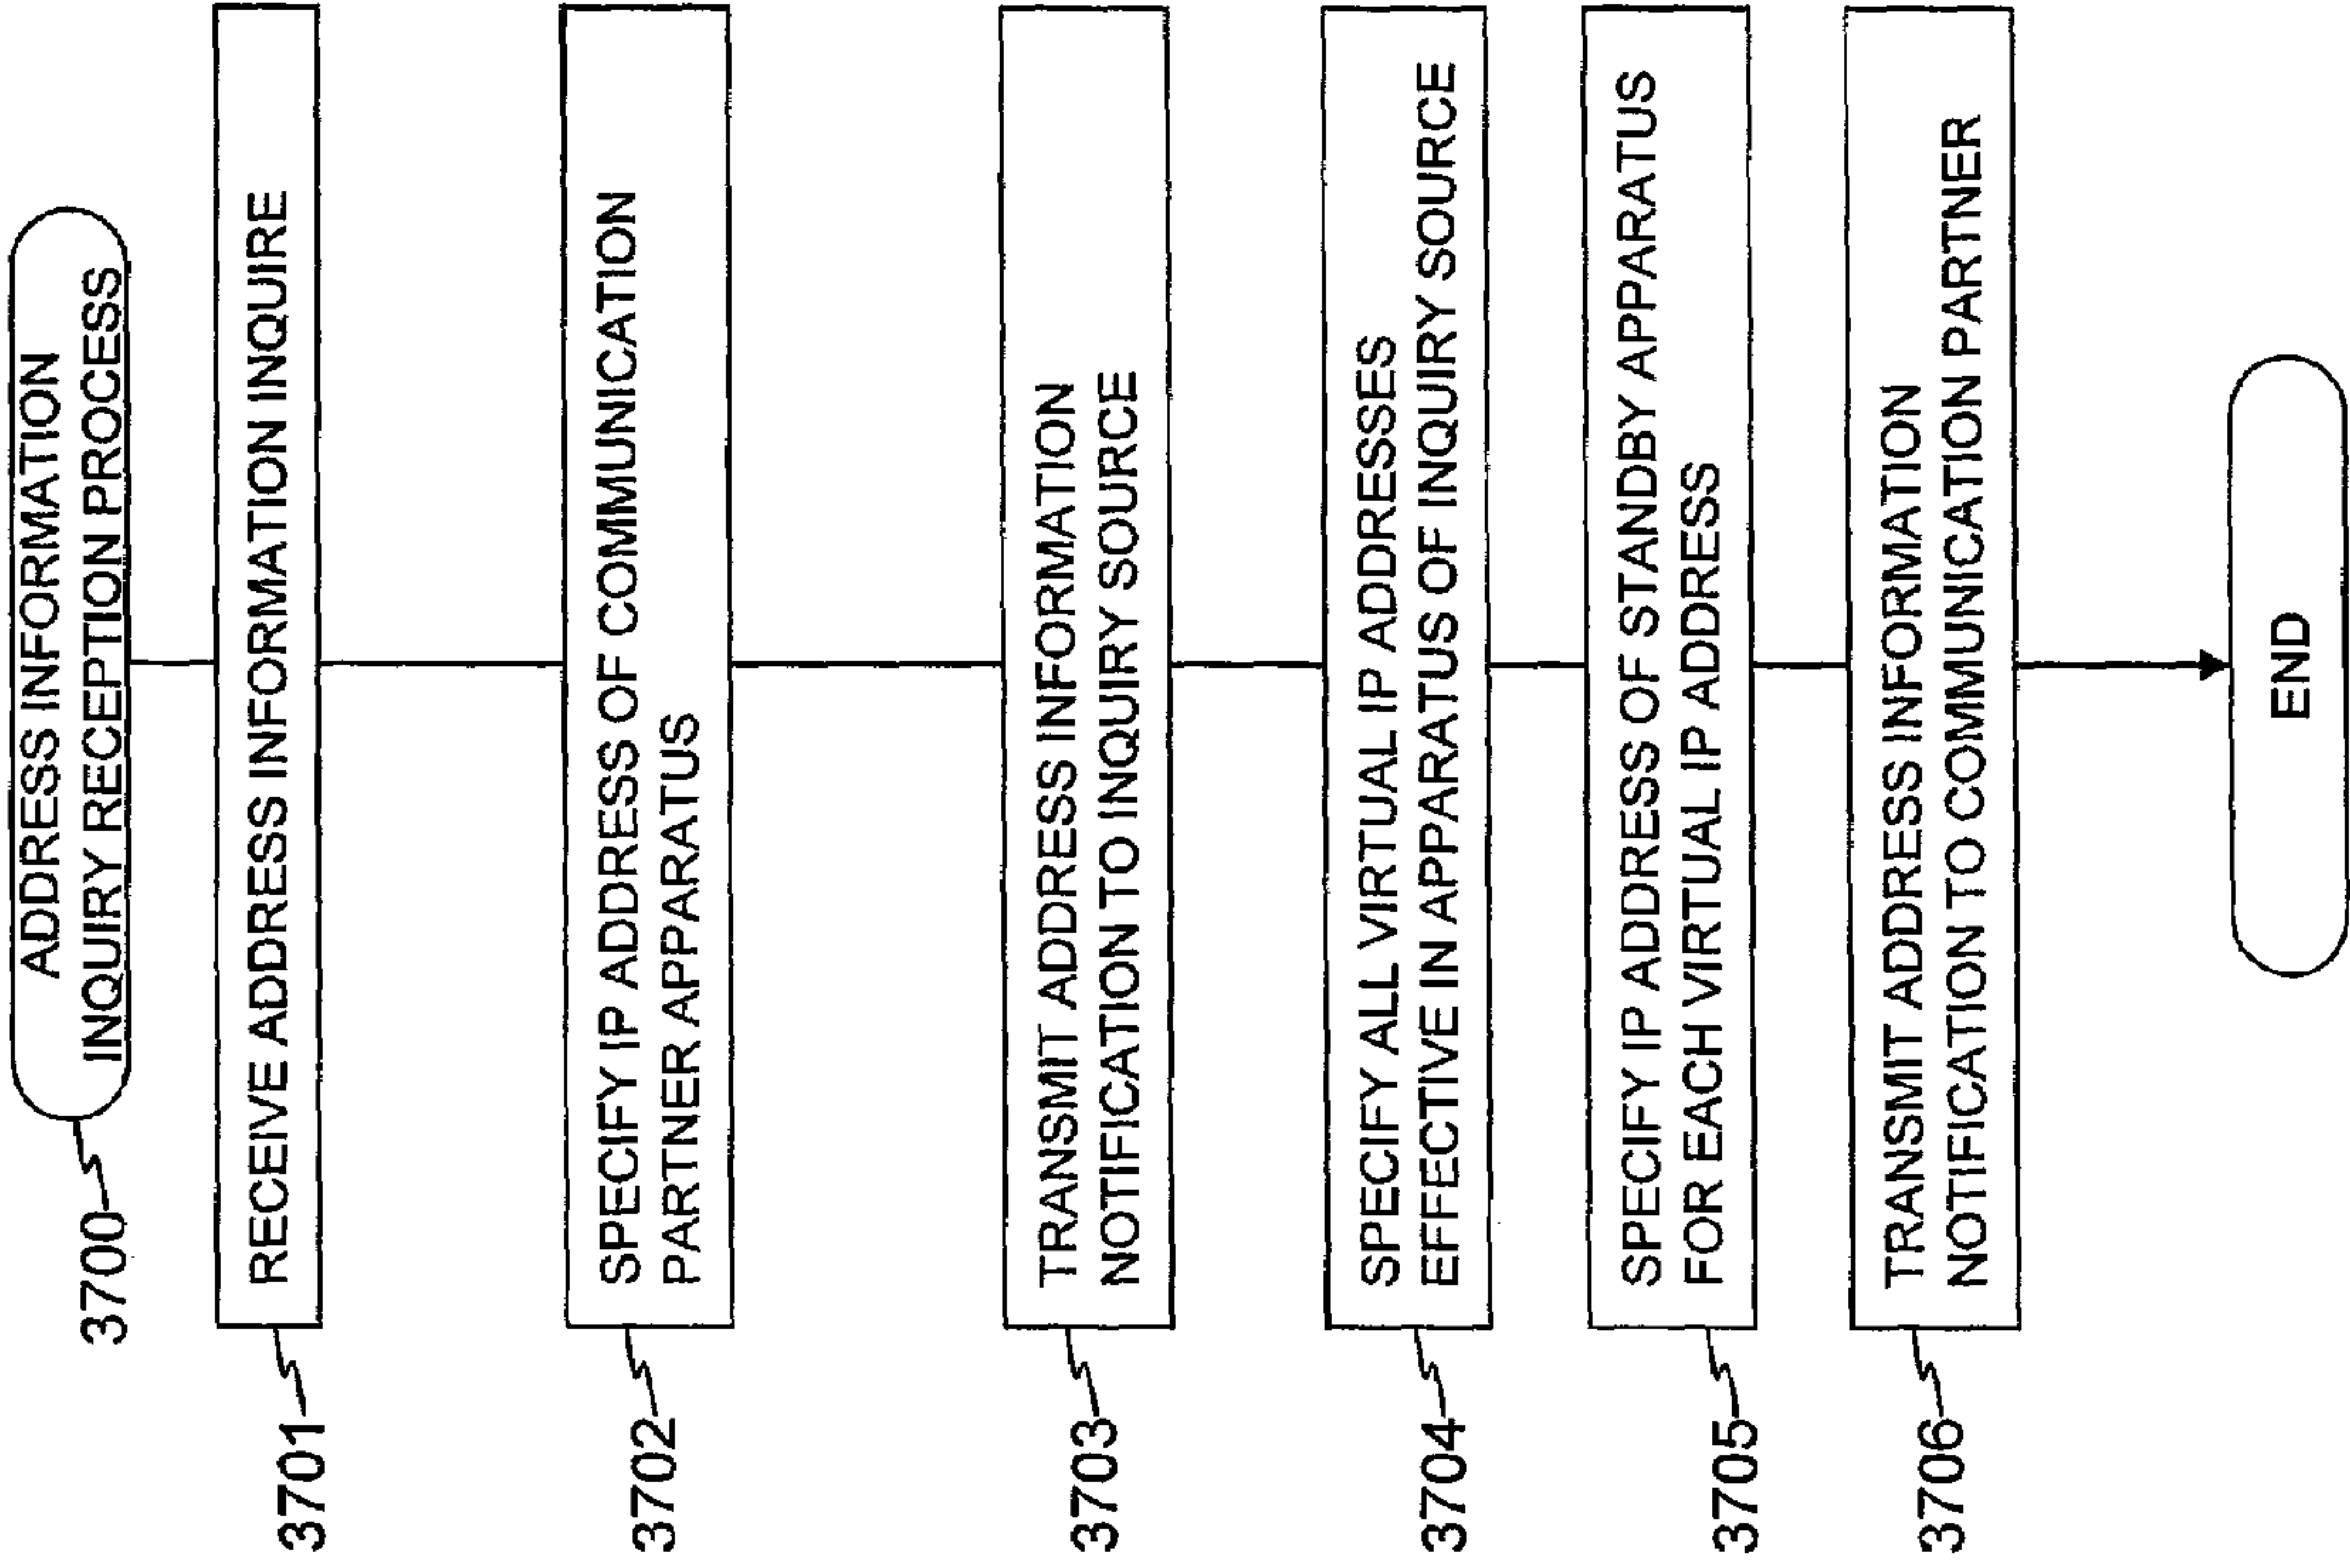 ADDRESS INFORMATION
INQUIRY RECEPTION PROCESS
3700
RECEIVE ADDRESS INFORMATION INQUIRE
3701
SPECIFY IP ADDRESS OF COMMUNICATION
PARTNER APPARATUS
3702
TRANSMIT ADDRESS INFORMATION
NOTIFICATION TO INQUIRY SOURCE
3703
SPECIFY ALL VIRTUAL IP ADDRESSES
EFFECTIVE IN APPARATUS OF INQUIRY SOURCE
3704
SPECIFY IP ADDRESS OF STANDBY APPARATUS
FOR EACH VIRTUAL IP ADDRESS
3705
TRANSMIT ADDRESS INFORMATION
NOTIFICATION TO COMMUNICATION PARTNER
3706
END